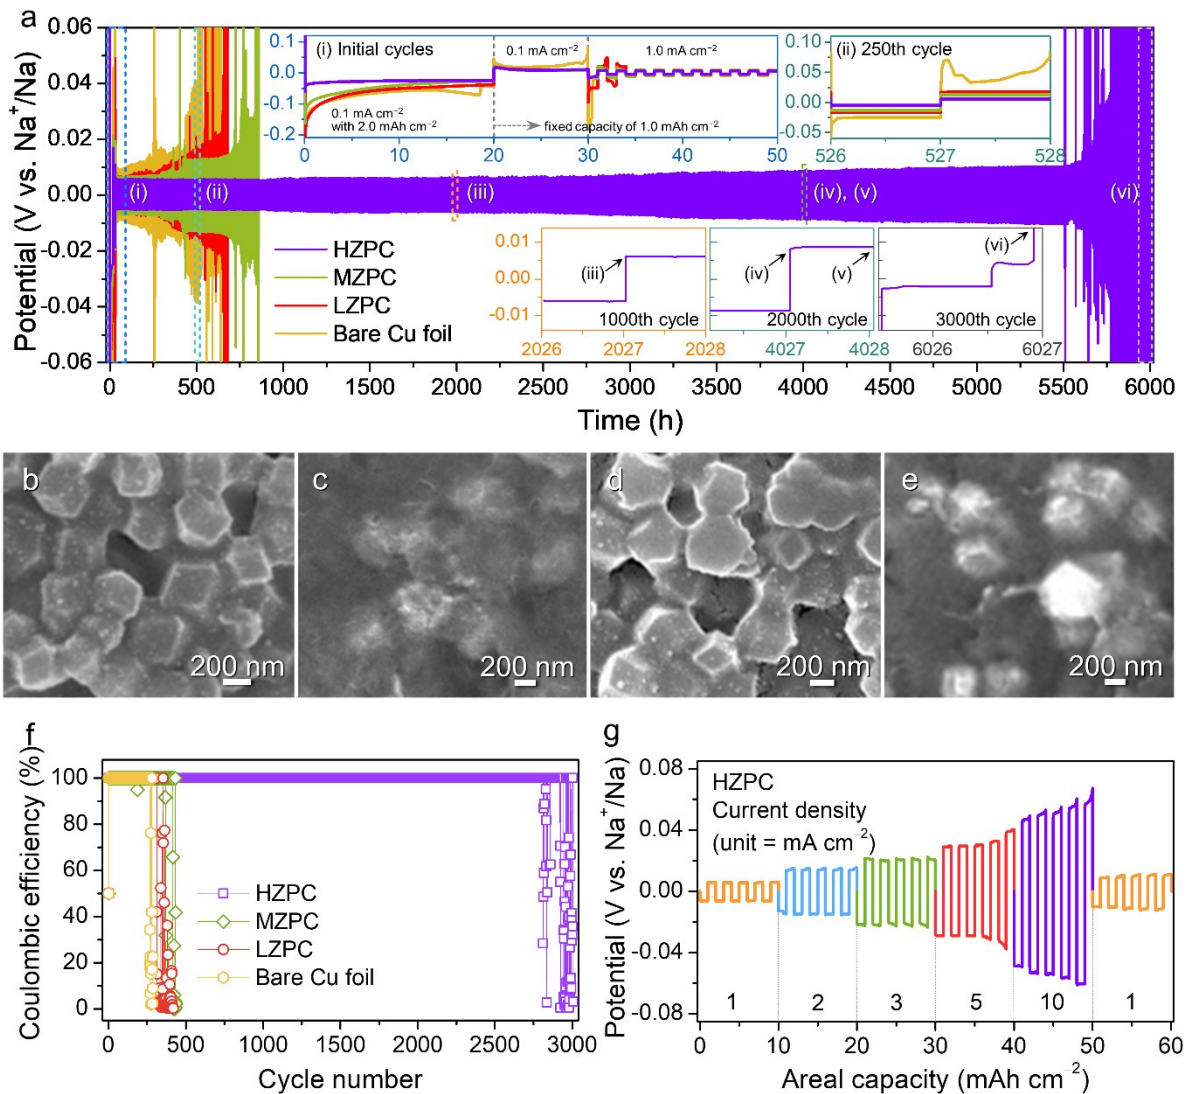 a
Potential (V vs. Na⁺/Na)
0.06
0.04
0.02
0.00
-0.02
-0.04
-0.06
(i) Initial cycles
0.1 mA cm⁻²
1.0 mA cm⁻²
0.1
0.0
-0.1
-0.2
0.1 mA cm⁻²
with 2.0 mAh cm⁻²
fixed capacity of 1.0 mAh cm⁻²
0 10 20 30 40 50
(ii) 250th cycle
0.10
0.05
0.00
-0.05
526 527 528
(i) (ii) (iii) (iv), (v) (vi)
HZPC
MZPC
LZPC
Bare Cu foil
0.01
0.00
-0.01
(iii)
1000th cycle
2026 2027 2028
(iv)
(v)
2000th cycle
4027 4028
(vi)
3000th cycle
6026 6027
0 500 1000 1500 2000 2500 3000 3500 4000 4500 5000 5500 6000
Time (h)
b
200 nm
c
200 nm
d
200 nm
e
200 nm
f
Coulombic efficiency (%)
100
80
60
40
20
0
HZPC
MZPC
LZPC
Bare Cu foil
0 500 1000 1500 2000 2500 3000
Cycle number
g
Potential (V vs. Na⁺/Na)
0.08
0.04
0.00
-0.04
-0.08
HZPC
Current density
(unit = mA cm⁻²)
1 2 3 5 10 1
0 10 20 30 40 50 60
Areal capacity (mAh cm⁻²)